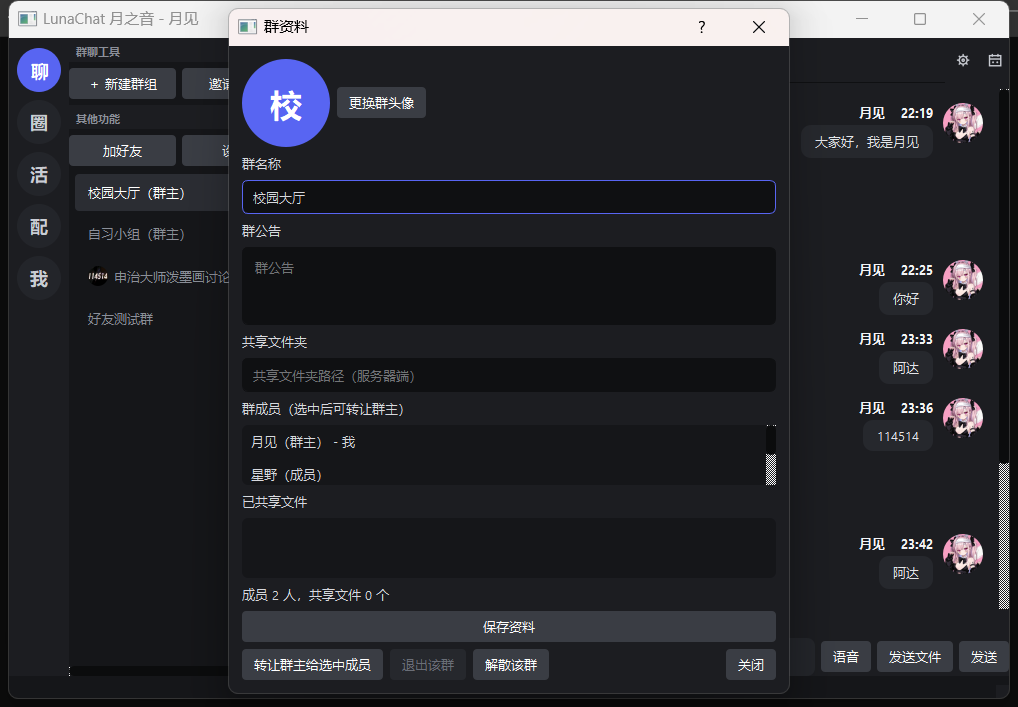 LunaChat 月之音 - 月见
聊
圈
活
配
我
群聊工具
+ 新建群组
邀请
其他功能
加好友
校园大厅（群主）
自习小组（群主）
114514
申治大师泼墨画讨论
好友测试群
群资料
?
校
更换群头像
群名称
校园大厅
群公告
群公告
共享文件夹
共享文件夹路径（服务器端）
群成员（选中后可转让群主）
月见（群主） - 我
星野（成员）
已共享文件
成员 2 人，共享文件 0 个
保存资料
转让群主给选中成员
退出该群
解散该群
关闭
月见 22:19
大家好，我是月见
月见 22:25
你好
月见 23:33
阿达
月见 23:36
114514
月见 23:42
阿达
语音
发送文件
发送